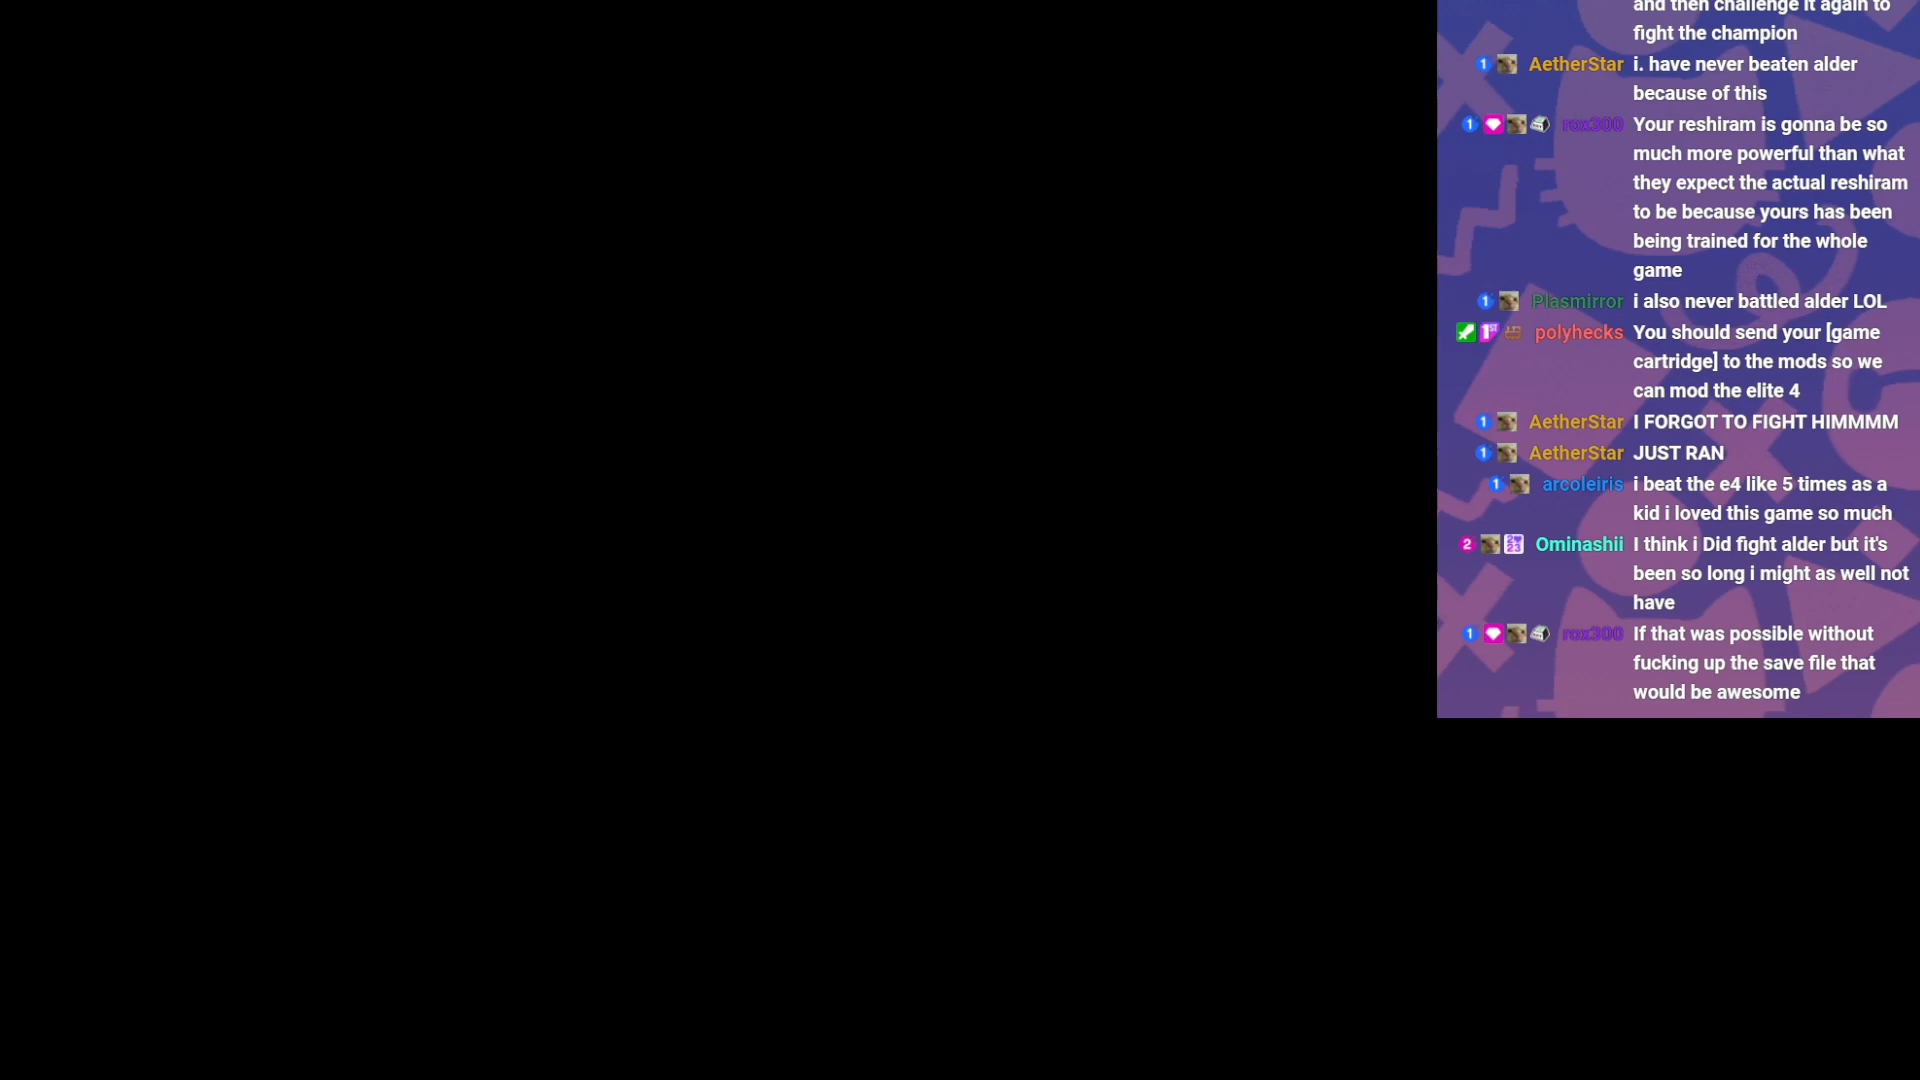 and then challenge it again to
fight the champion
AetherStar i. have never beaten alder
because of this
rox300 Your reshiram is gonna be so
much more powerful than what
they expect the actual reshiram
to be because yours has been
being trained for the whole
game
Plasmirror i also never battled alder LOL
polyhecks You should send your [game
cartridge] to the mods so we
can mod the elite 4
AetherStar I FORGOT TO FIGHT HIMMMM
AetherStar JUST RAN
arcoleiris i beat the e4 like 5 times as a
kid i loved this game so much
Ominashii I think i Did fight alder but it's
been so long i might as well not
have
rox300 If that was possible without
fucking up the save file that
would be awesome